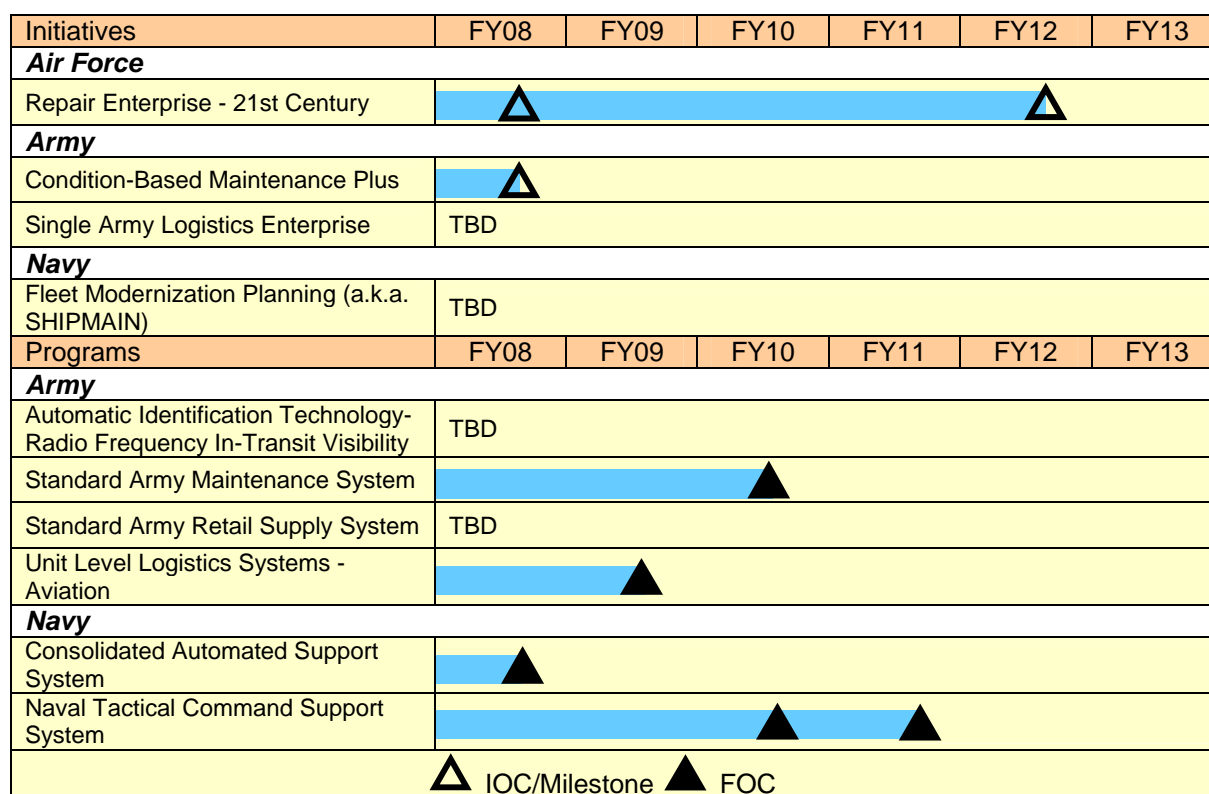 Initiatives FY08 FY09 FY10 FY11 FY12 FY13
Air Force
Repair Enterprise - 21st Century
Army
Condition-Based Maintenance Plus
Single Army Logistics Enterprise TBD
Navy
Fleet Modernization Planning (a.k.a.
SHIPMAIN) TBD
Programs FY08 FY09 FY10 FY11 FY12 FY13
Army
Automatic Identification Technology-
Radio Frequency In-Transit Visibility TBD
Standard Army Maintenance System
Standard Army Retail Supply System TBD
Unit Level Logistics Systems -
Aviation
Navy
Consolidated Automated Support
System
Naval Tactical Command Support
System
IOC/Milestone FOC